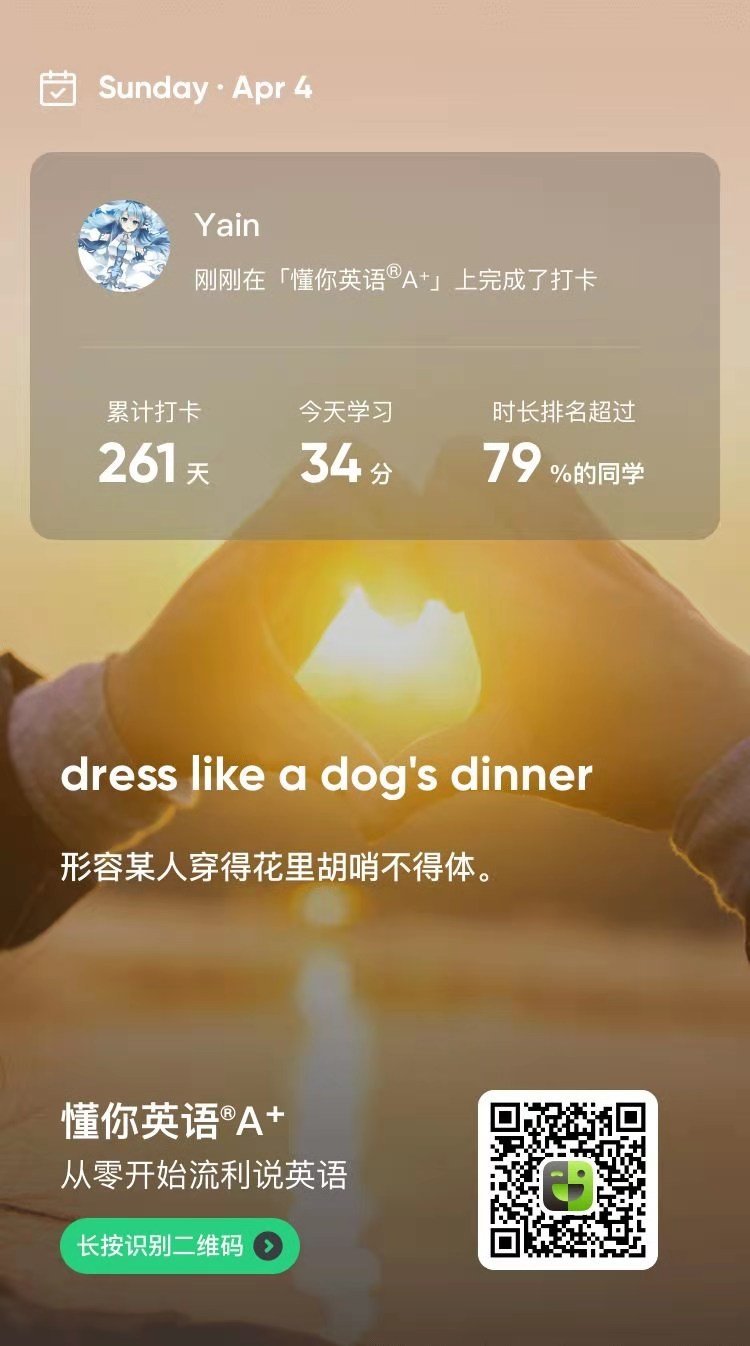 Sunday · Apr 4
Yain
刚刚在「懂你英语®A⁺」上完成了打卡
累计打卡 今天学习 时长排名超过
261 天 34 分 79 %的同学
dress like a dog's dinner
形容某人穿得花里胡哨不得体。
懂你英语®A⁺
从零开始流利说英语
长按识别二维码